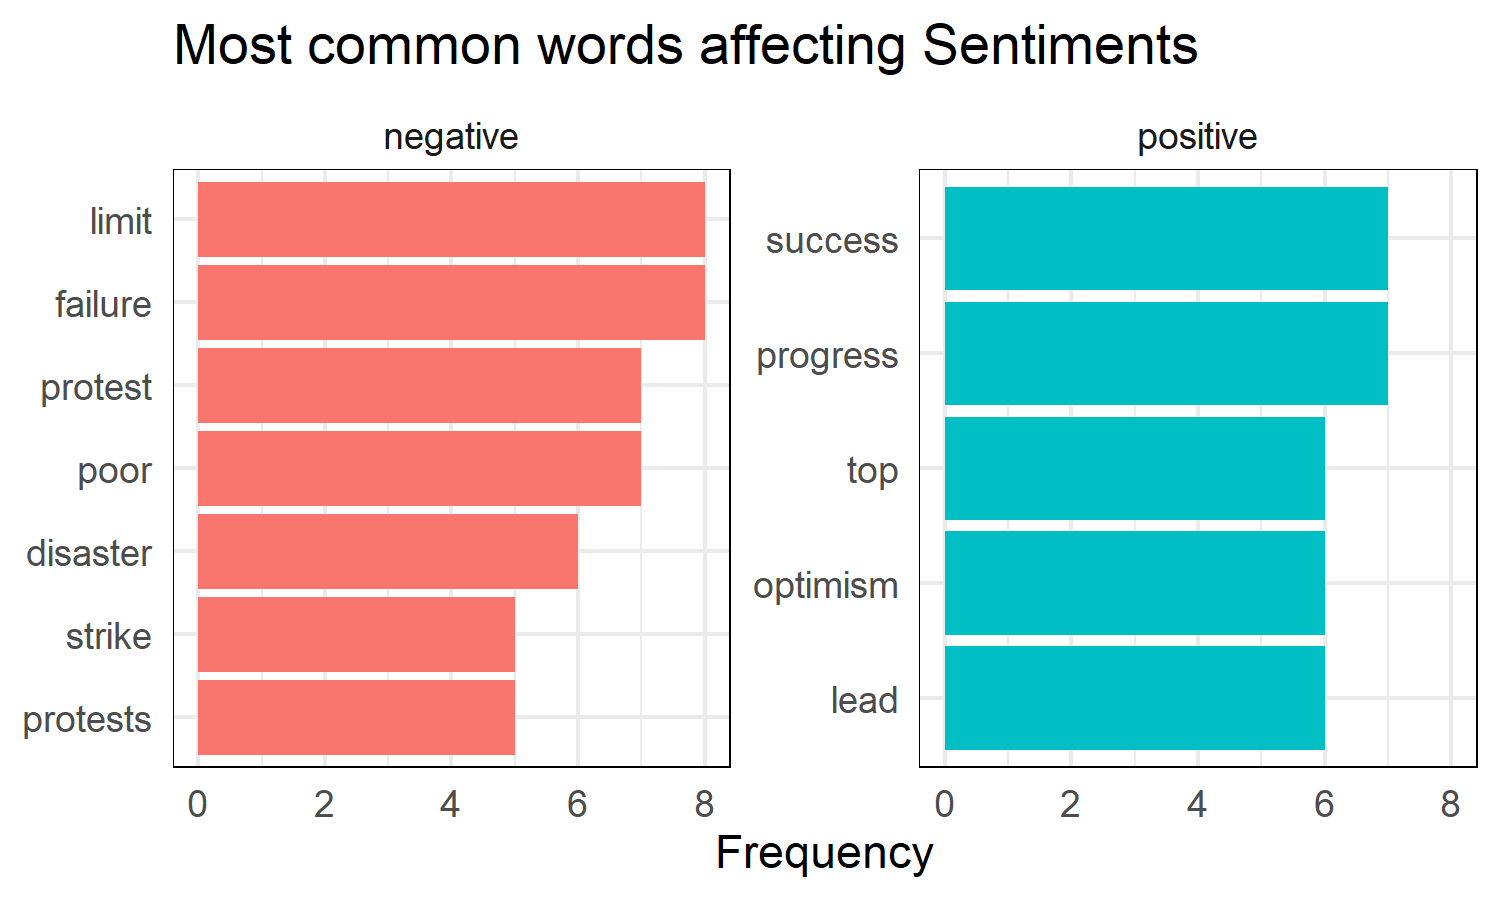 Most common words affecting Sentiments
negative
limit
failure
protest
poor
disaster
strike
protests
0 2 4 6 8
positive
success
progress
top
optimism
lead
0 2 4 6 8
Frequency